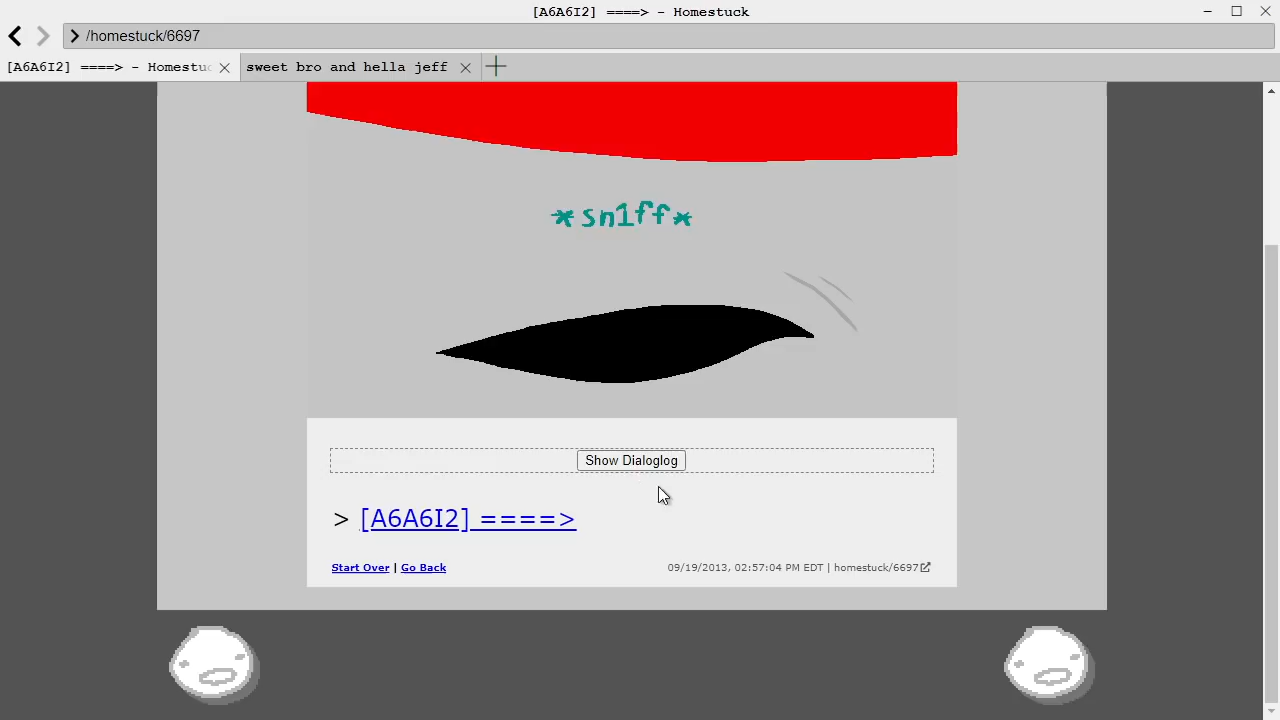 [A6A6I2] ====> - Homestuck
/homestuck/6697
[A6A6I2] ====> - Homestuc
sweet bro and hella jeff
*sn1ff*
Show Dialoglog
> [A6A6I2] ====>
Start Over | Go Back
09/19/2013, 02:57:04 PM EDT | homestuck/6697